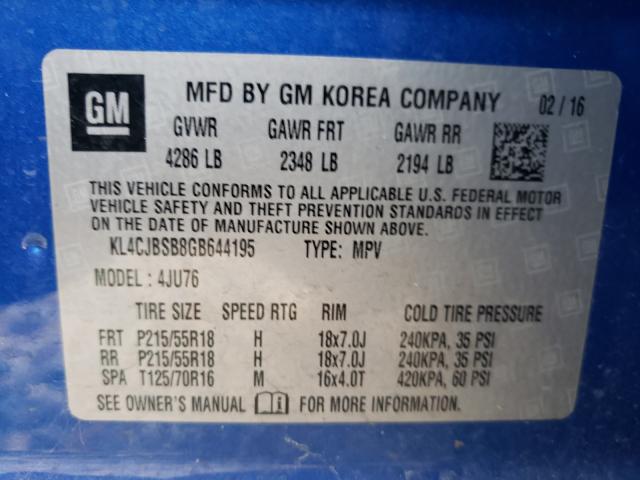 GM MFD BY GM KOREA COMPANY 02 / 16
GVWR GAWR FRT GAWR RR
4286 LB 2348 LB 2194 LB
THIS VEHICLE CONFORMS TO ALL APPLICABLE U.S. FEDERAL MOTOR
VEHICLE SAFETY AND THEFT PREVENTION STANDARDS IN EFFECT
ON THE DATE OF MANUFACTURE SHOWN ABOVE.
KL4CJBSB8GB644195 TYPE: MPV
MODEL : 4JU76
TIRE SIZE SPEED RTG RIM COLD TIRE PRESSURE
FRT P215/55R18 H 18x7.0J 240KPA, 35 PSI
RR P215/55R18 H 18x7.0J 240KPA, 35 PSI
SPA T125/70R16 M 16x4.0T 420KPA, 60 PSI
SEE OWNER'S MANUAL FOR MORE INFORMATION.